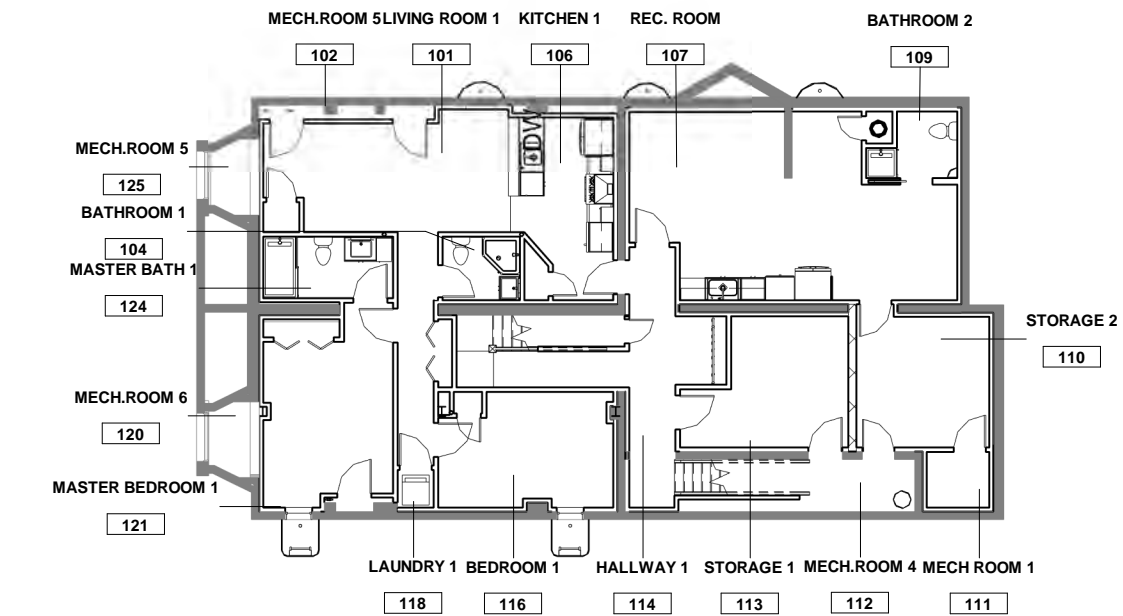 MECH.ROOM 5 LIVING ROOM 1 KITCHEN 1 REC. ROOM BATHROOM 2
102 101 106 107 109
DW
MECH.ROOM 5
125
BATHROOM 1
104
MASTER BATH 1
124
STORAGE 2
110
MECH.ROOM 6
120
MASTER BEDROOM 1
121
LAUNDRY 1 BEDROOM 1 HALLWAY 1 STORAGE 1 MECH.ROOM 4 MECH ROOM 1
118 116 114 113 112 111